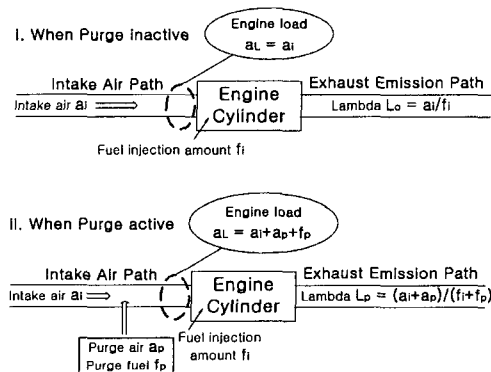 i. When Purge inactive
Engine load
aL = ai
Intake Air Path
Exhaust Emission Path
Intake air ai
Engine
Cylinder
Lambda Lo = ai/fi
Fuel injection amount fi
ii. When Purge active
Engine load
aL = ai+ap+fp
Intake Air Path
Exhaust Emission Path
Intake air ai
Engine
Cylinder
Lambda Lp = (ai+ap)/(fi+fp)
Purge air ap
Purge fuel fp
Fuel injection
amount fi